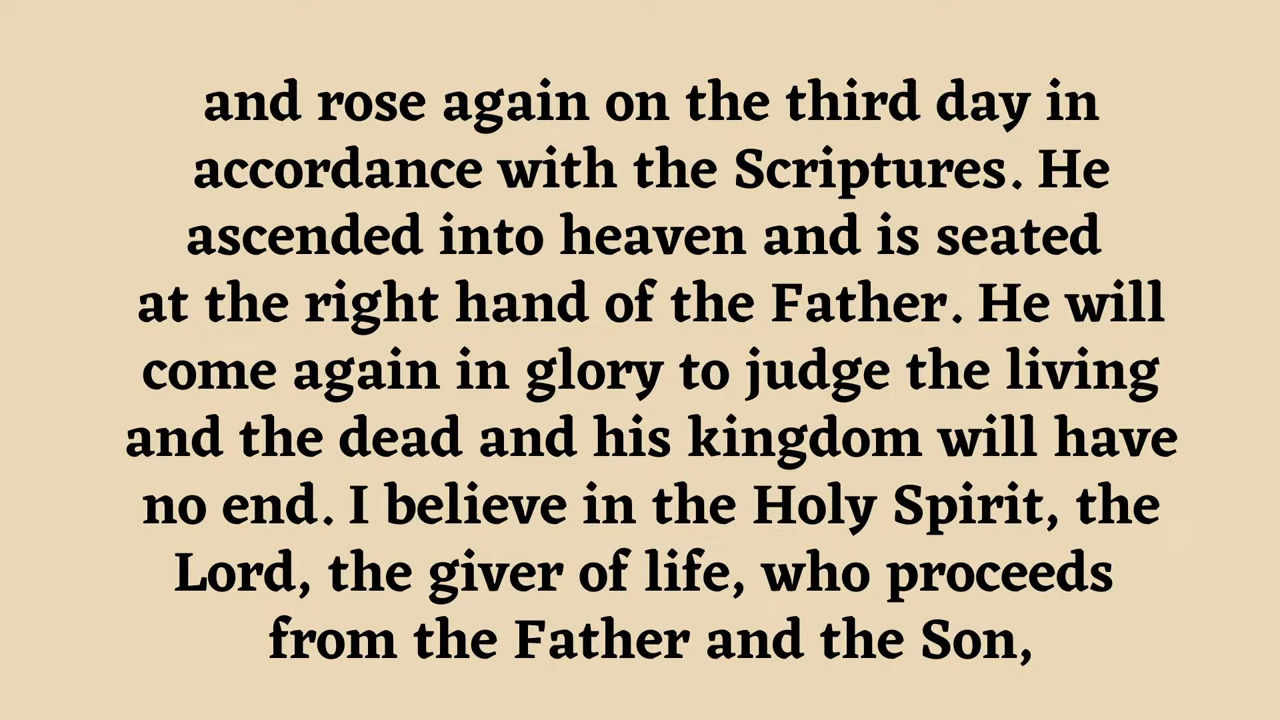 and rose again on the third day in
accordance with the Scriptures. He
ascended into heaven and is seated
at the right hand of the Father. He will
come again in glory to judge the living
and the dead and his kingdom will have
no end. I believe in the Holy Spirit, the
Lord, the giver of life, who proceeds
from the Father and the Son,